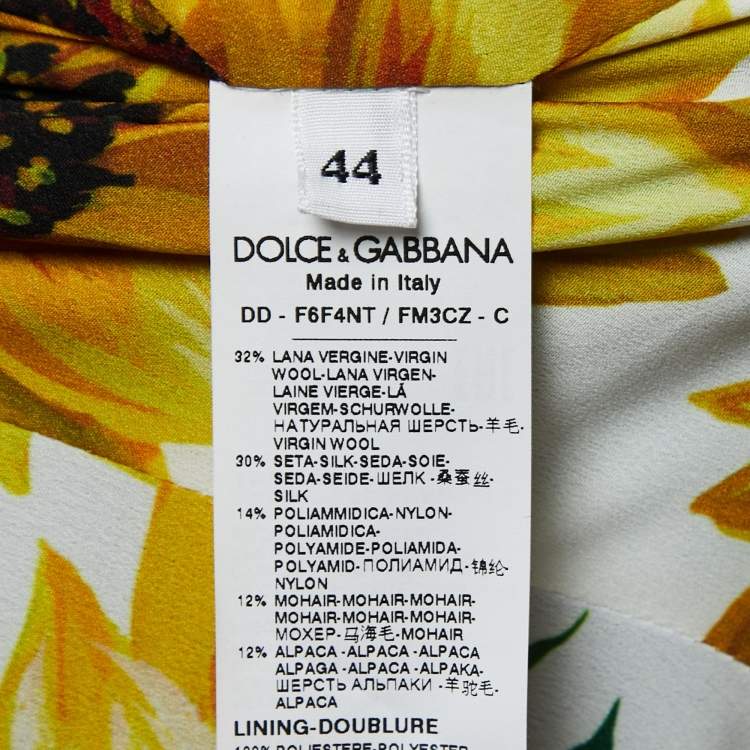 44
DOLCE & GABBANA
Made in Italy
DD - F6F4NT / FM3CZ - C
32% LANA VERGINE-VIRGIN
WOOL-LANA VIRGEN-
LAINE VIERGE-LÃ
VIRGEM-SCHURWOLLE-
НАТУРАЛЬНАЯ ШЕРСТЬ-羊毛-
VIRGIN WOOL
30% SETA-SILK-SEDA-SOIE-
SEDA-SEIDE-ШЕЛК -桑蚕丝-
SILK
14% POLIAMMIDICA-NYLON-
POLIAMIDICA-
POLYAMIDE-POLIAMIDA-
POLYAMID-ПОЛИАМИД-锦纶-
NYLON
12% MOHAIR-MOHAIR-MOHAIR-
MOHAIR-MOHAIR-MOHAIR-
МОХЕР-马海毛-MOHAIR
12% ALPACA -ALPACA -ALPACA
ALPAGA -ALPACA -ALPAKA-
ШЕРСТЬ АЛЬПАКИ -羊驼毛-
ALPACA
LINING-DOUBLURE
100% POLIESTERE-POLYESTER